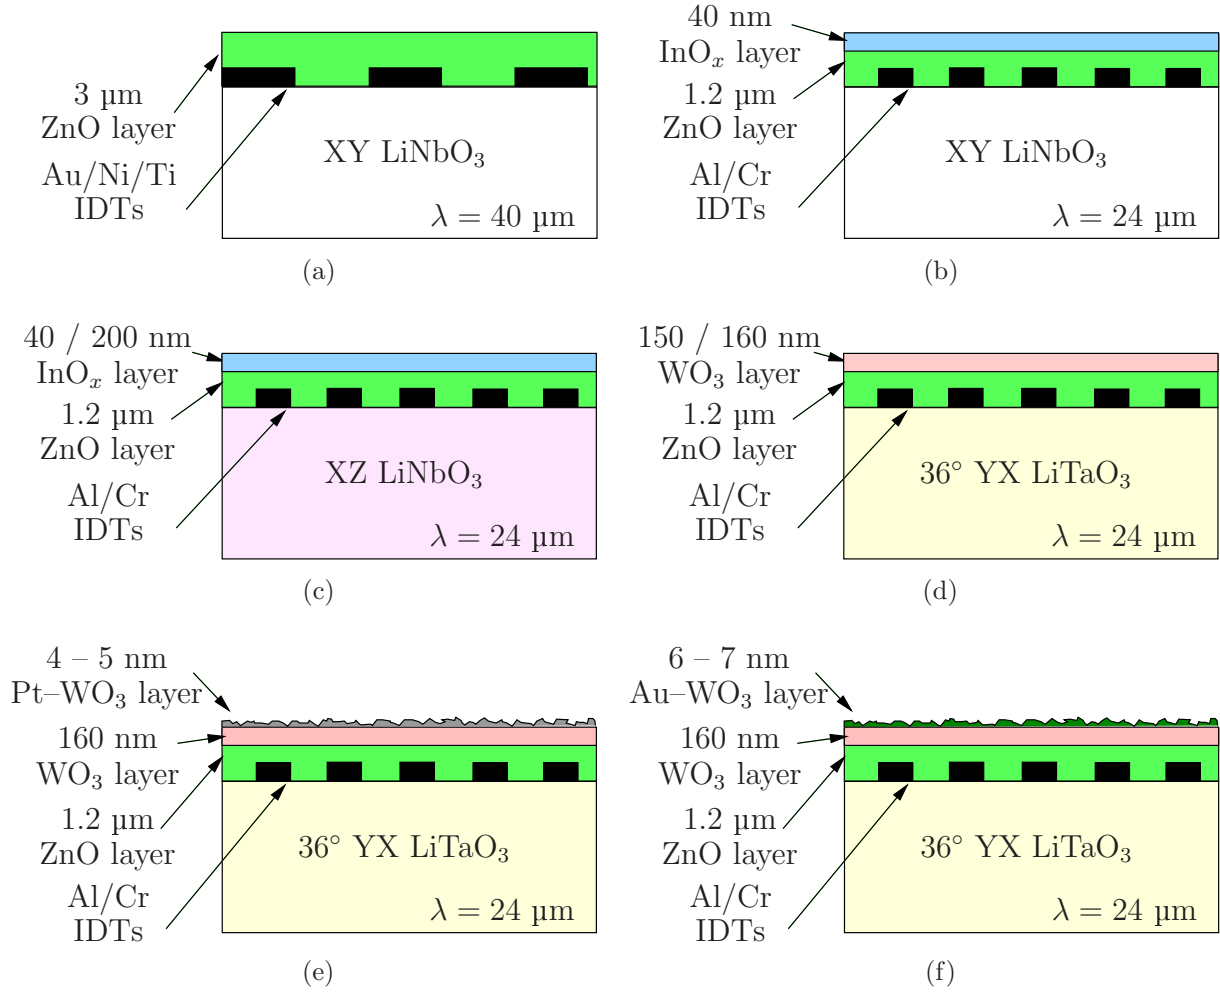 3 µm
ZnO layer
Au/Ni/Ti
IDTs
XY LiNbO₃
λ = 40 µm
(a)
40 nm
InOₓ layer
1.2 µm
ZnO layer
Al/Cr
IDTs
XY LiNbO₃
λ = 24 µm
(b)
40 / 200 nm
InOₓ layer
1.2 µm
ZnO layer
Al/Cr
IDTs
XZ LiNbO₃
λ = 24 µm
(c)
150 / 160 nm
WO₃ layer
1.2 µm
ZnO layer
Al/Cr
IDTs
36° YX LiTaO₃
λ = 24 µm
(d)
4 – 5 nm
Pt–WO₃ layer
160 nm
WO₃ layer
1.2 µm
ZnO layer
Al/Cr
IDTs
36° YX LiTaO₃
λ = 24 µm
(e)
6 – 7 nm
Au–WO₃ layer
160 nm
WO₃ layer
1.2 µm
ZnO layer
Al/Cr
IDTs
36° YX LiTaO₃
λ = 24 µm
(f)